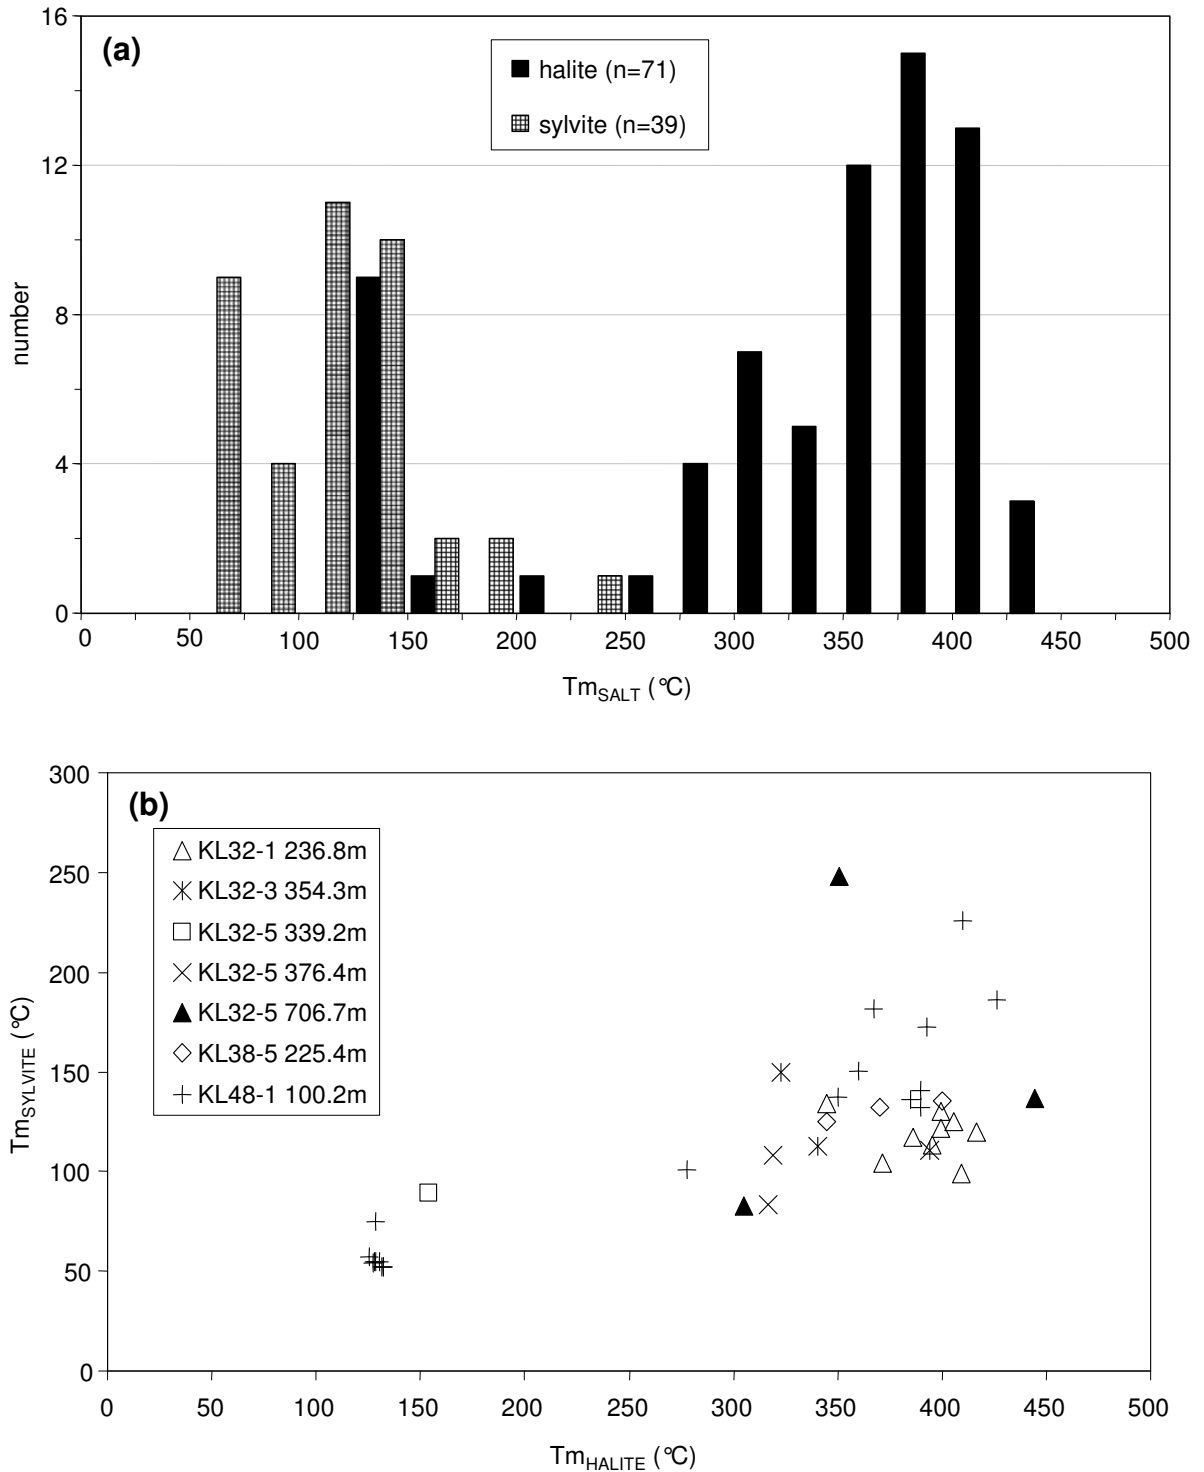 (a)
halite (n=71)
sylvite (n=39)
16
12
8
4
0
number
0 50 100 150 200 250 300 350 400 450 500
Tm_SALT (°C)
(b)
KL32-1 236.8m
KL32-3 354.3m
KL32-5 339.2m
KL32-5 376.4m
KL32-5 706.7m
KL38-5 225.4m
KL48-1 100.2m
300
250
200
150
100
50
0
Tm_SYLVITE (°C)
0 50 100 150 200 250 300 350 400 450 500
Tm_HALITE (°C)